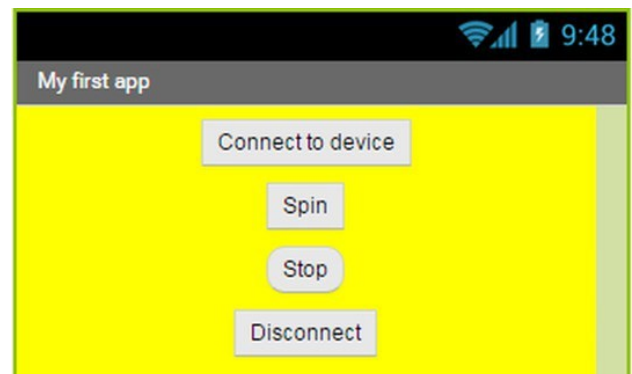 9:48
My first app
Connect to device
Spin
Stop
Disconnect